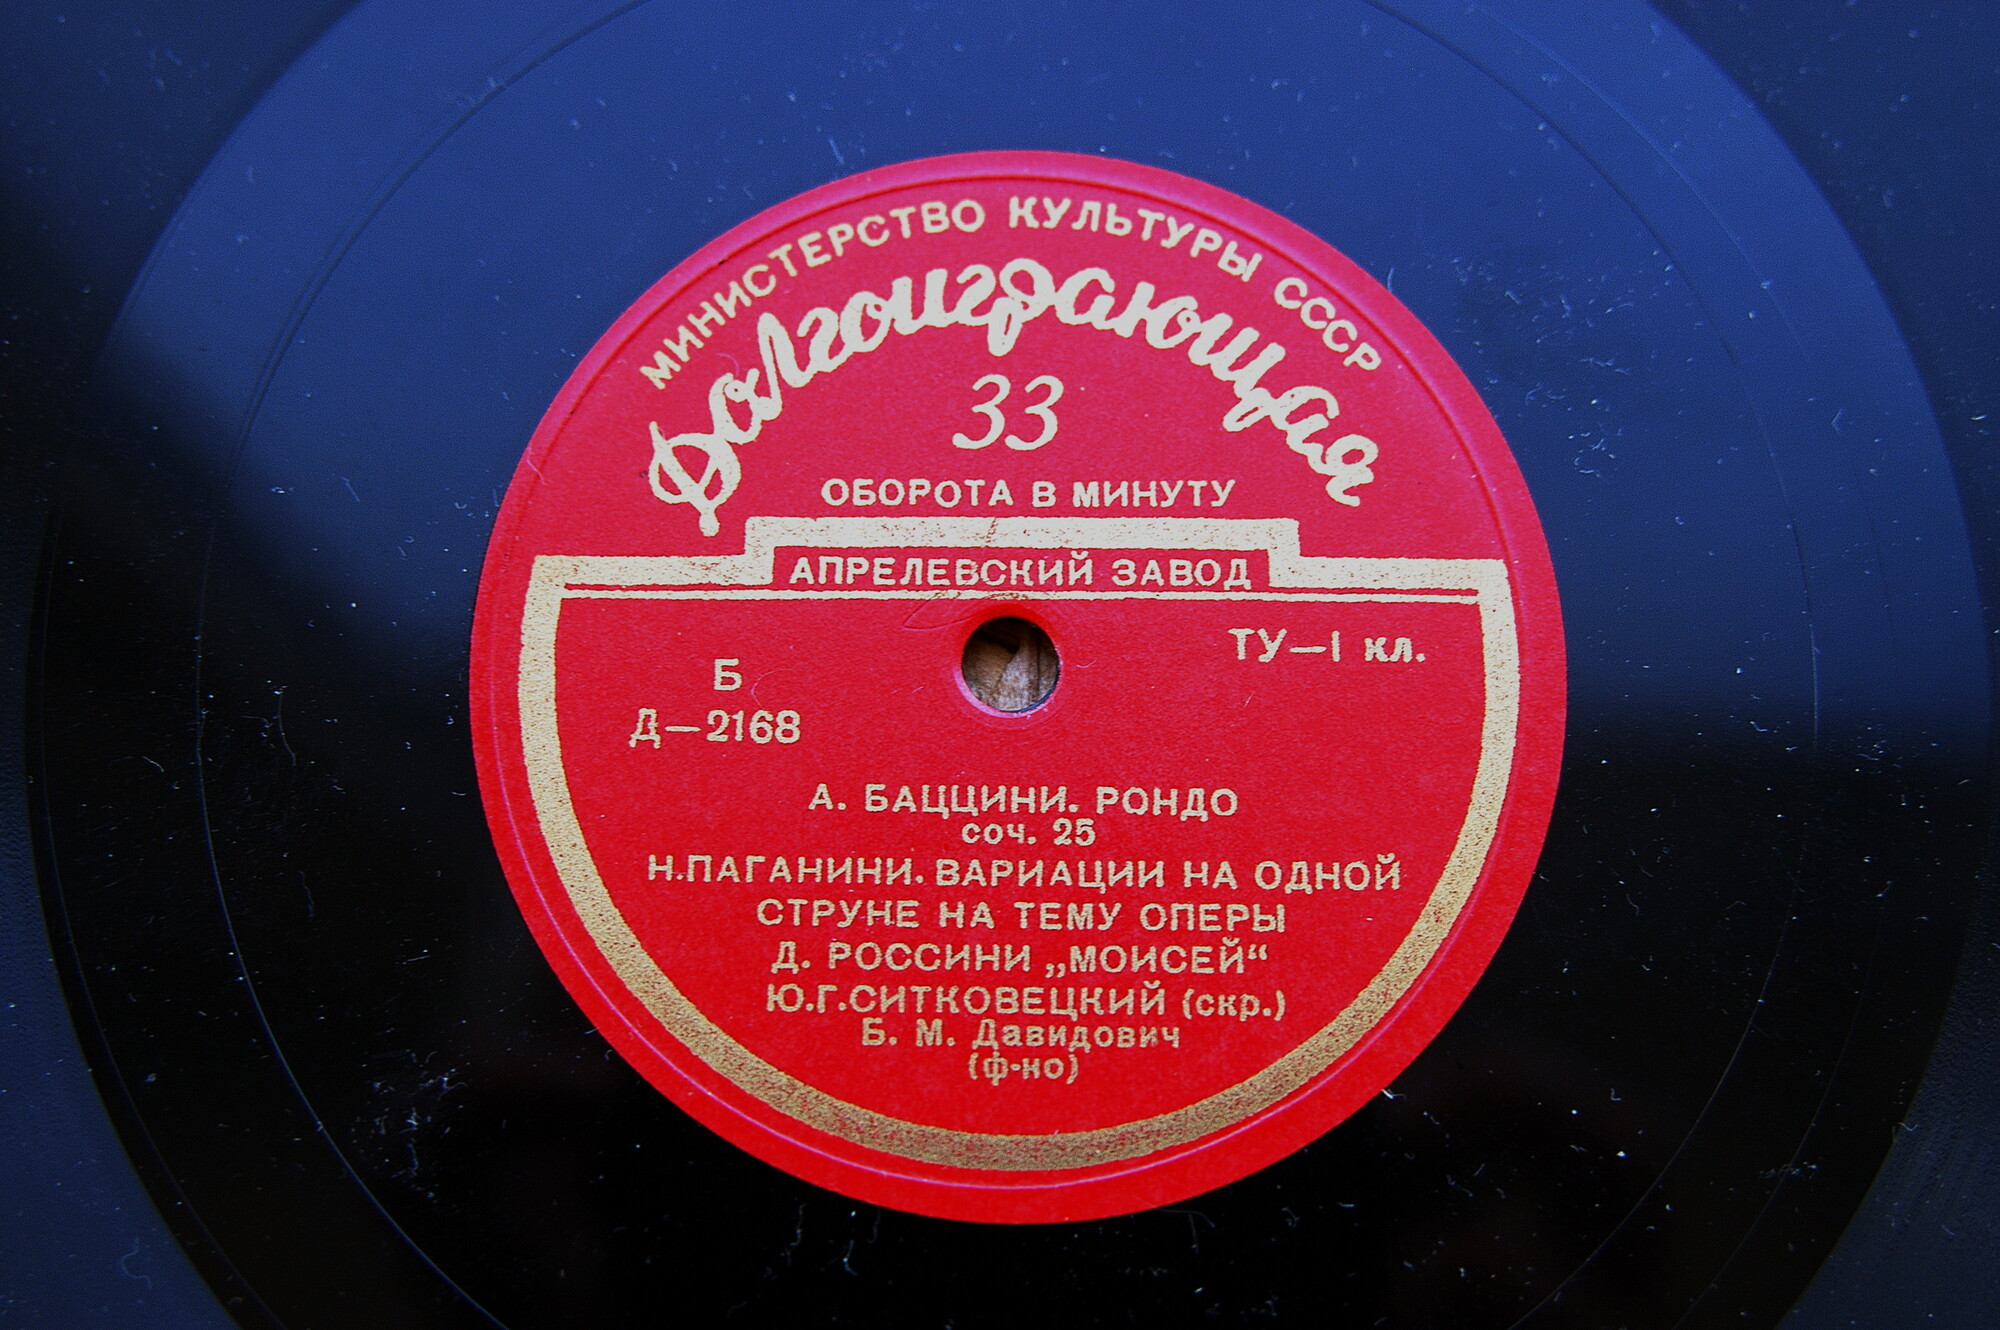 МИНИСТЕРСТВО КУЛЬТУРЫ СССР
Долгоиграющая
33
ОБОРОТА В МИНУТУ
АПРЕЛЕВСКИЙ ЗАВОД
ТУ—I кл.
Б
Д—2168
А. БАЦЦИНИ. РОНДО
соч. 25
Н.ПАГАНИНИ. ВАРИАЦИИ НА ОДНОЙ
СТРУНЕ НА ТЕМУ ОПЕРЫ
Д. РОССИНИ „МОИСЕЙ“
Ю.Г.СИТКОВЕЦКИЙ (скр.)
Б. М. Давидович
(ф-но)